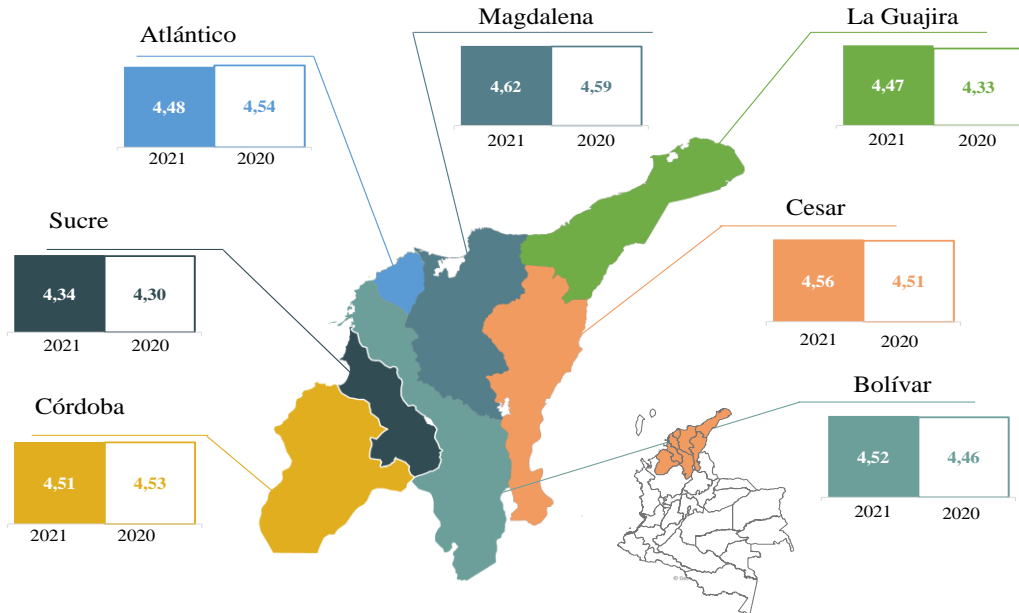 Atlántico
4,48 4,54
2021 2020
Magdalena
4,62 4,59
2021 2020
La Guajira
4,47 4,33
2021 2020
Sucre
4,34 4,30
2021 2020
Cesar
4,56 4,51
2021 2020
Córdoba
4,51 4,53
2021 2020
Bolívar
4,52 4,46
2021 2020